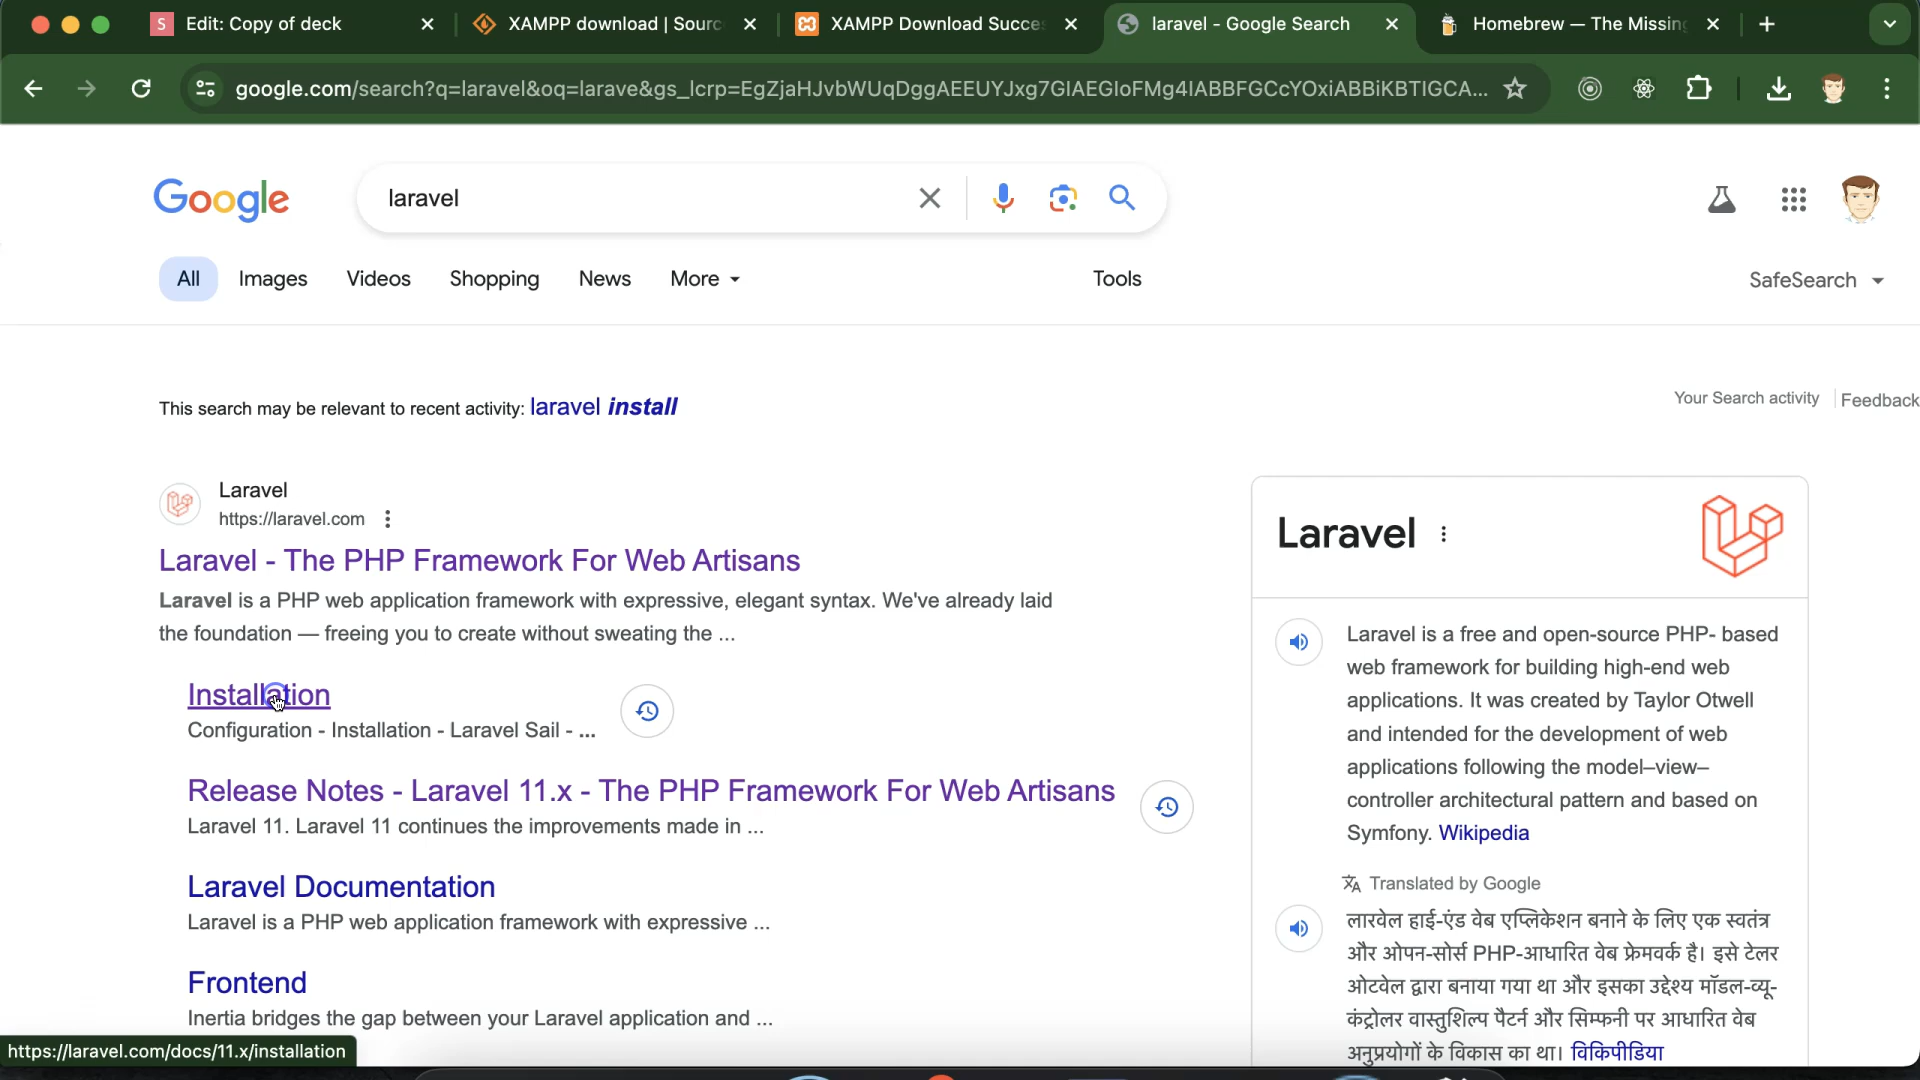 Edit: Copy of deck
XAMPP download | Sourc
XAMPP Download Succes
laravel - Google Search
Homebrew — The Missing
google.com/search?q=laravel&oq=larave&gs_lcrp=EgZjaHJvbWUqDggAEEUYJxg7GIAEGIoFMg4IABBFGCcYOxiABBiKBTIGCA...
Google
laravel
All
Images
Videos
Shopping
News
More
Tools
SafeSearch
This search may be relevant to recent activity: laravel install
Your Search activity
Feedback
Laravel
https://laravel.com
Laravel - The PHP Framework For Web Artisans
Laravel is a PHP web application framework with expressive, elegant syntax. We've already laid
the foundation — freeing you to create without sweating the ...
Installation
Configuration - Installation - Laravel Sail - ...
Release Notes - Laravel 11.x - The PHP Framework For Web Artisans
Laravel 11. Laravel 11 continues the improvements made in ...
Laravel Documentation
Laravel is a PHP web application framework with expressive ...
Frontend
Inertia bridges the gap between your Laravel application and ...
https://laravel.com/docs/11.x/installation
Laravel
Laravel is a free and open-source PHP- based
web framework for building high-end web
applications. It was created by Taylor Otwell
and intended for the development of web
applications following the model–view–
controller architectural pattern and based on
Symfony. Wikipedia
Translated by Google
लारवेल हाई-एंड वेब एप्लिकेशन बनाने के लिए एक स्वतंत्र
और ओपन-सोर्स PHP-आधारित वेब फ्रेमवर्क है। इसे टेलर
ओटवेल द्वारा बनाया गया था और इसका उद्देश्य मॉडल-व्यू-
कंट्रोलर वास्तुशिल्प पैटर्न और सिम्फनी पर आधारित वेब
अनुप्रयोगों के विकास का था। विकिपीडिया